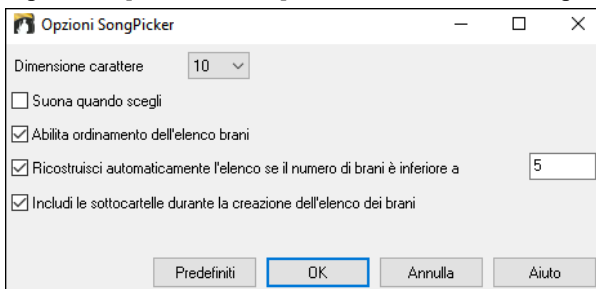 Opzioni SongPicker
Dimensione carattere 10
Suona quando scegli
Abilita ordinamento dell'elenco brani
Ricostruisci automaticamente l'elenco se il numero di brani è inferiore a 5
Includi le sottocartelle durante la creazione dell'elenco dei brani
Predefiniti OK Annulla Aiuto